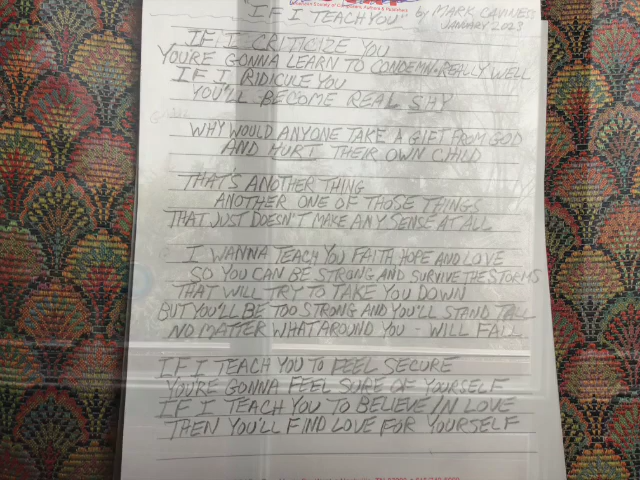 "IF I TEACH YOU" by MARK CAVINESS
JANUARY 2023
IF I CRITICIZE YOU
YOU'RE GONNA LEARN TO CONDEMN · REALLY WELL
IF I RIDICULE YOU
YOU'LL BECOME REAL SHY
WHY WOULD ANYONE TAKE A GIFT FROM GOD
AND HURT THEIR OWN CHILD
THAT'S ANOTHER THING
ANOTHER ONE OF THOSE THINGS
THAT JUST DOESN'T MAKE ANY SENSE AT ALL
I WANNA TEACH YOU FAITH HOPE AND LOVE
SO YOU CAN BE STRONG AND SURVIVE THE STORMS
THAT WILL TRY TO TAKE YOU DOWN
BUT YOU'LL BE TOO STRONG AND YOU'LL STAND TALL
NO MATTER WHAT AROUND YOU - WILL FALL
IF I TEACH YOU TO FEEL SECURE
YOU'RE GONNA FEEL SURE OF YOURSELF
IF I TEACH YOU TO BELIEVE IN LOVE
THEN YOU'LL FIND LOVE FOR YOURSELF